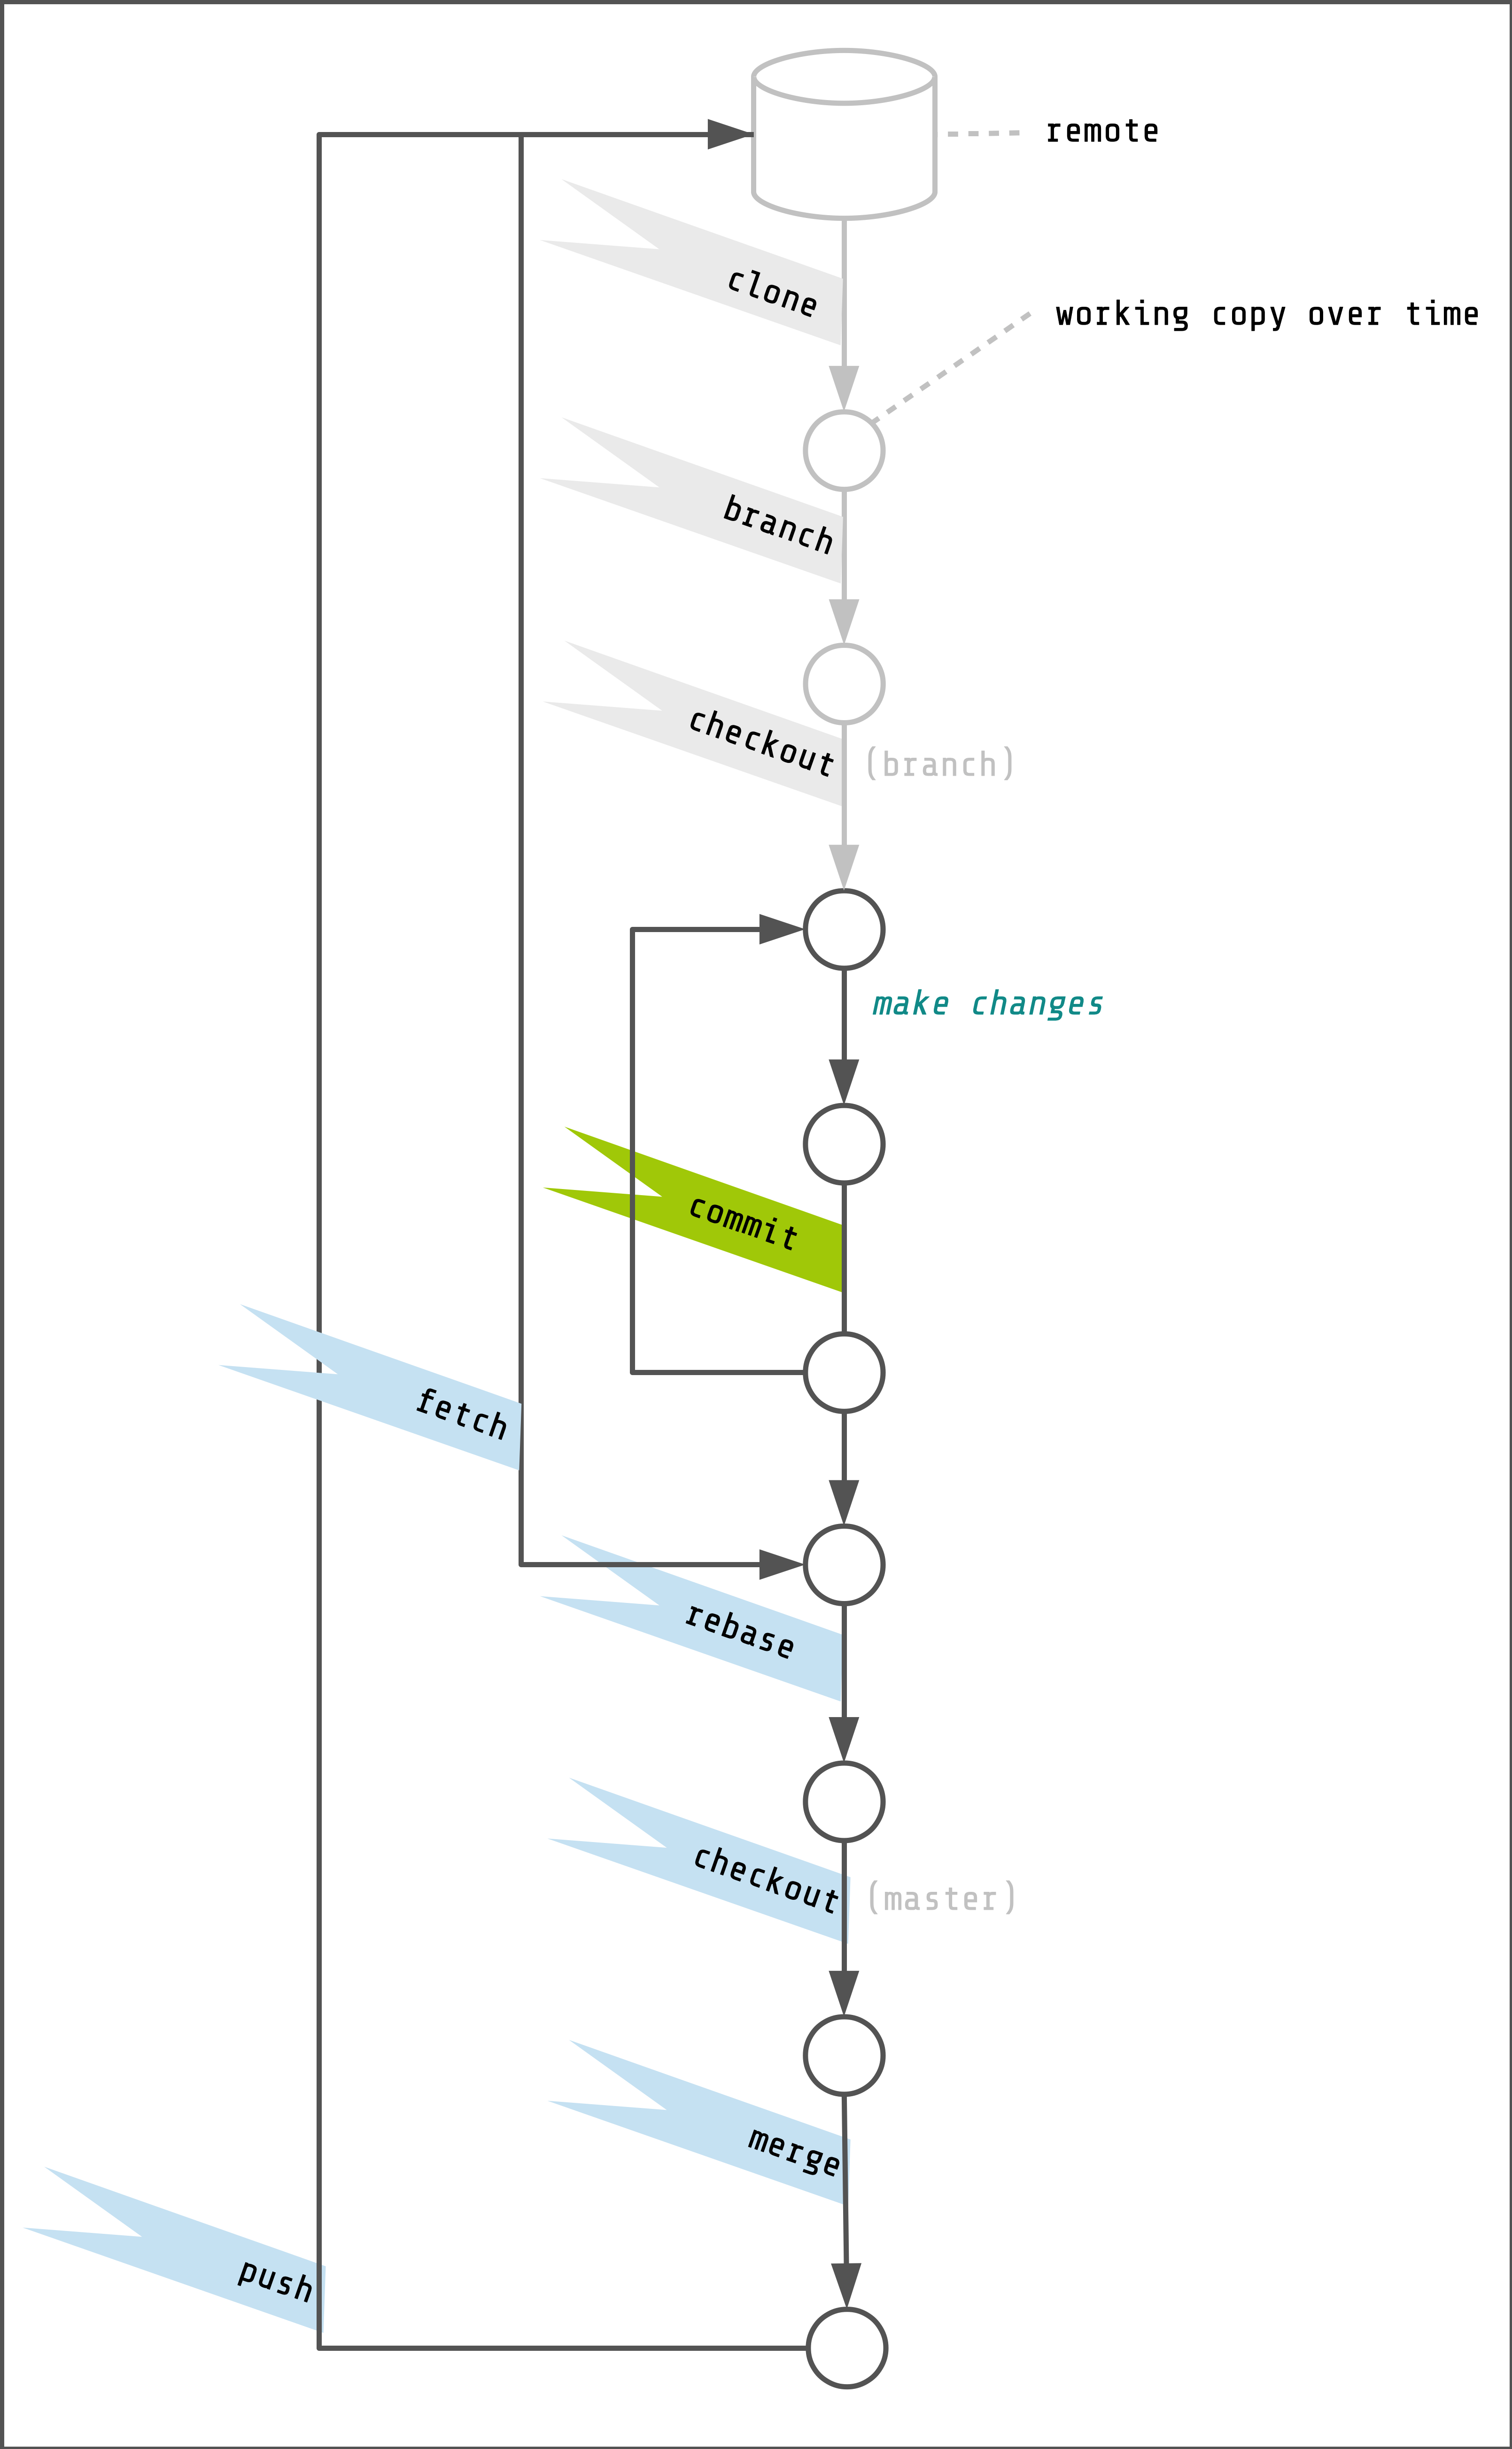 remote
clone
working copy over time
branch
checkout
(branch)
make changes
commit
fetch
rebase
checkout
(master)
merge
push